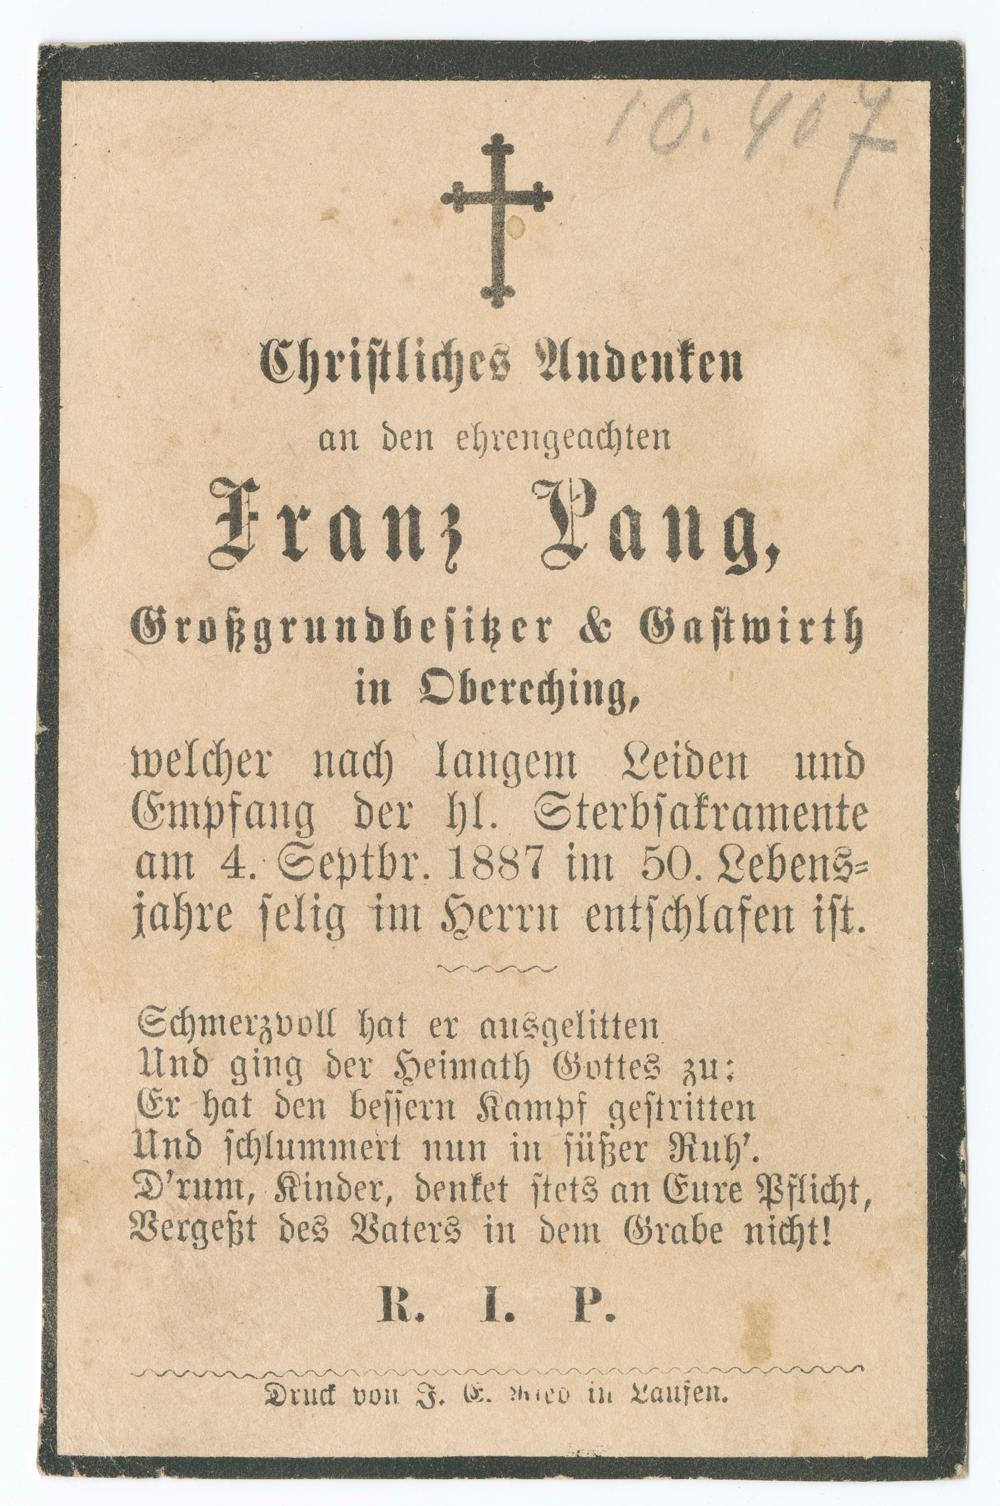 10.407
Christliches Andenken
an den ehrengeachten
Franz Pang,
Großgrundbesitzer & Gastwirth
in Obereching,
welcher nach langem Leiden und
Empfang der hl. Sterbsakramente
am 4. Septbr. 1887 im 50. Lebens-
jahre selig im Herrn entschlafen ist.
Schmerzvoll hat er ausgelitten
Und ging der Heimath Gottes zu:
Er hat den bessern Kampf gestritten
Und schlummert nun in süßer Ruh'.
D'rum, Kinder, denket stets an Eure Pflicht,
Vergeßt des Vaters in dem Grabe nicht!
R. I. P.
Druck von J. E. in Laufen.